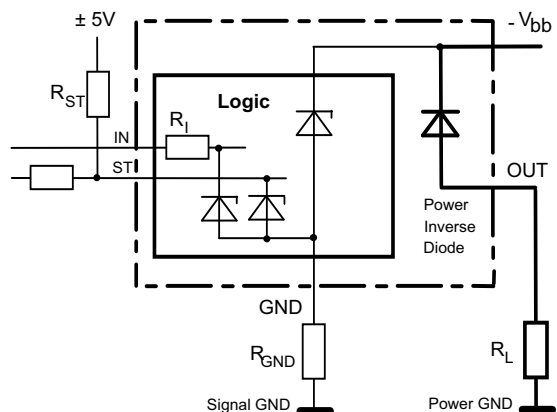 ± 5V
- Vbb
RST
Logic
IN
RI
ST
OUT
Power
Inverse
Diode
GND
RGND
RL
Signal GND
Power GND